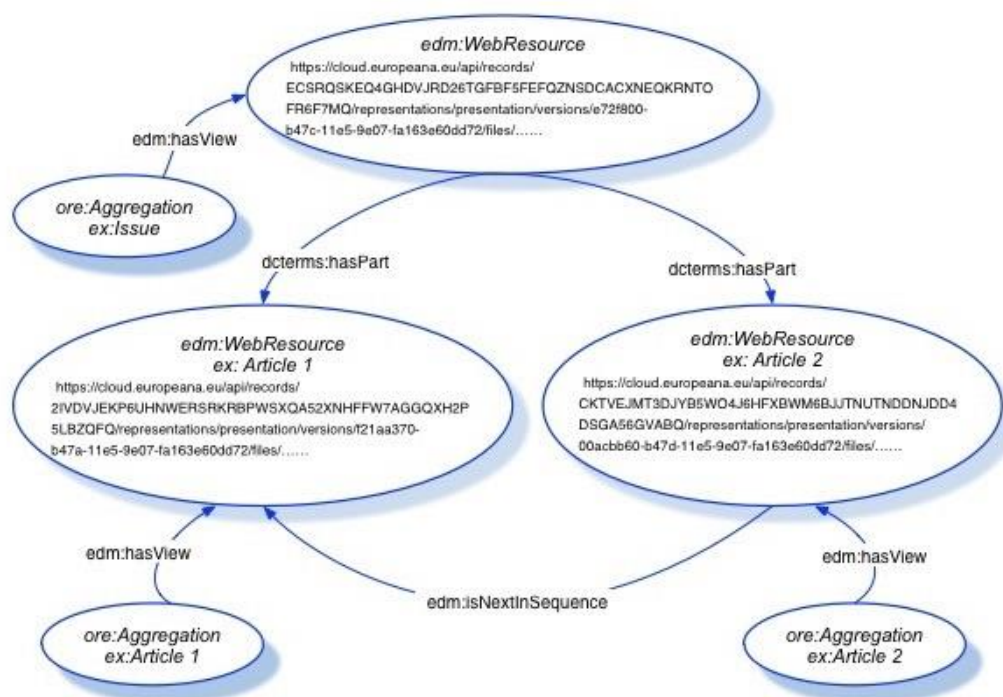 edm:WebResource
https://cloud.europeana.eu/api/records/
ECSRQSKEQ4GHDVJRD26TGFBF5FEFQZNSDCACXNEQKRNTO
FR6F7MQ/representations/presentation/versions/e72f800-
b47c-11e5-9e07-fa163e60dd72/files/......
edm:hasView
ore:Aggregation
ex:Issue
dcterms:hasPart
dcterms:hasPart
edm:WebResource
ex: Article 1
https://cloud.europeana.eu/api/records/
2IVDVJEKP6UHNWERSRKRBPWSXQA52XNHFFW7AGGQXH2P
5LBZQFQ/representations/presentation/versions/f21aa370-
b47a-11e5-9e07-fa163e60dd72/files/......
edm:WebResource
ex: Article 2
https://cloud.europeana.eu/api/records/
CKTVEJMT3DJYB5WO4J6HFXBWM6BJJTNUTNDDNJDD4
DSGA56GVABQ/representations/presentation/versions/
00acbb60-b47d-11e5-9e07-fa163e60dd72/files/......
edm:hasView
edm:hasView
edm:isNextInSequence
ore:Aggregation
ex:Article 1
ore:Aggregation
ex:Article 2